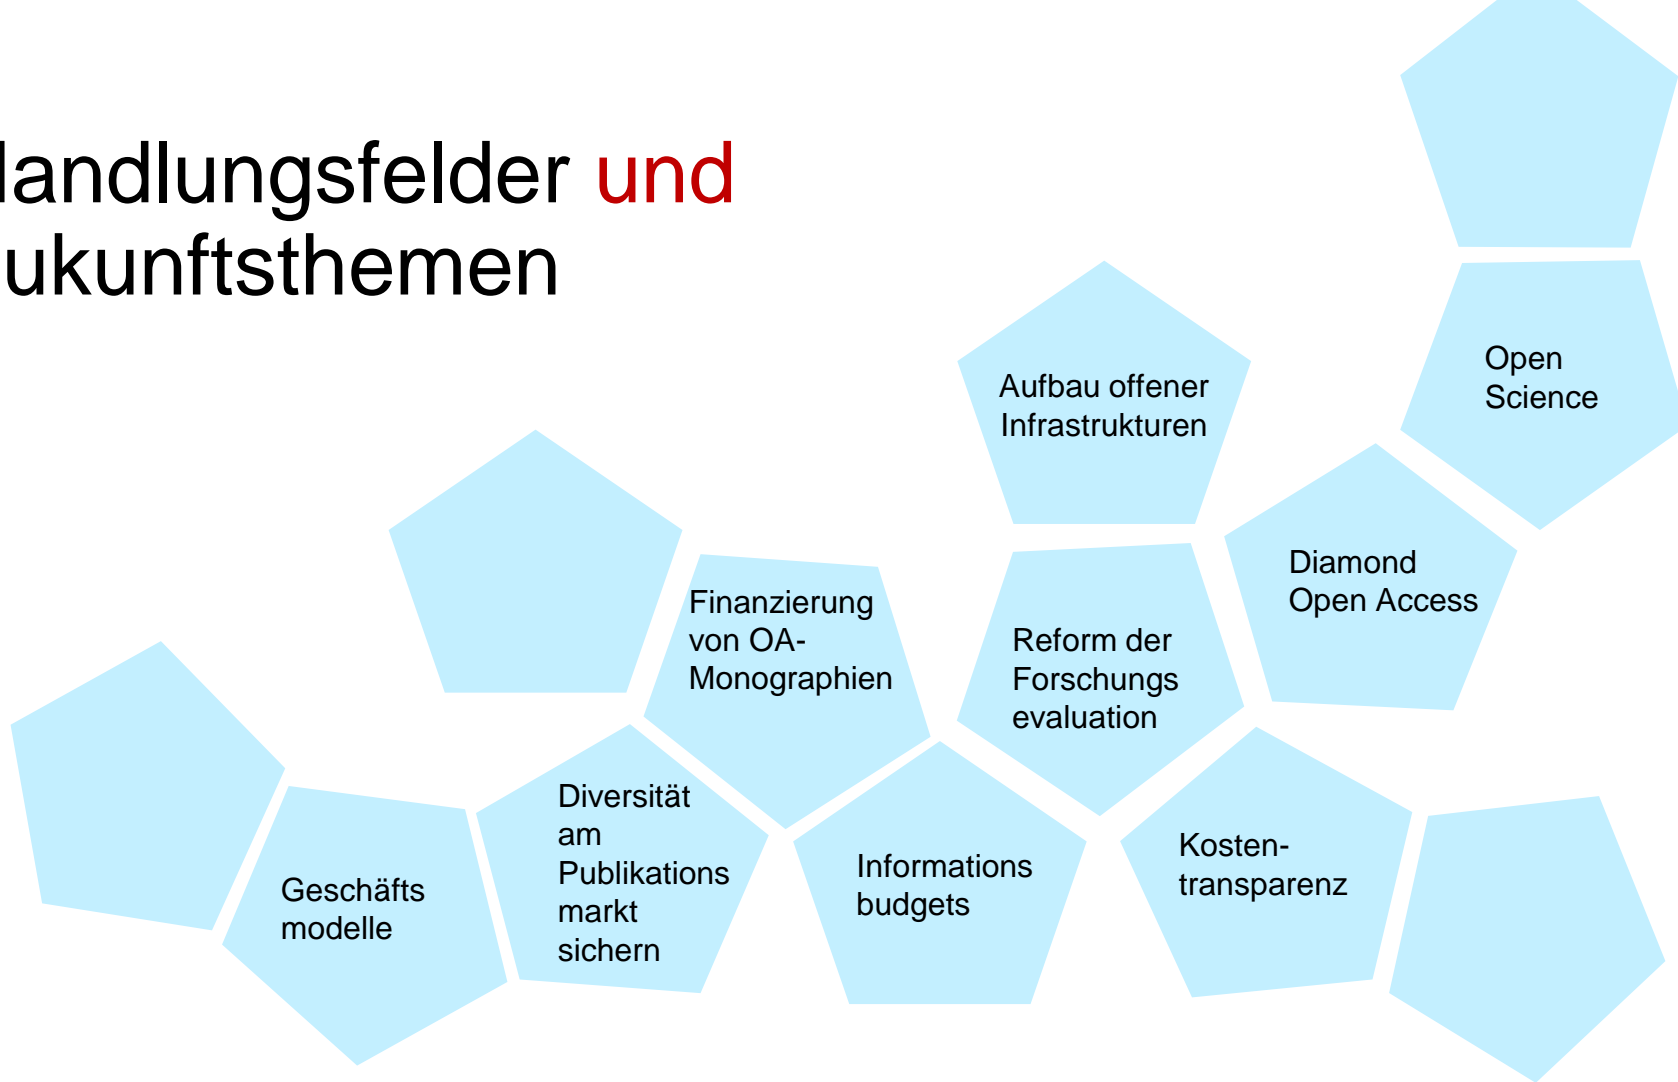 landlungsfelder und
ukunftsthemen
Open
Science
Aufbau offener
Infrastrukturen
Diamond
Open Access
Finanzierung
von OA-
Monographien
Reform der
Forschungs
evaluation
Diversität
am
Publikations
markt
sichern
Kosten-
transparenz
Informations
budgets
Geschäfts
modelle